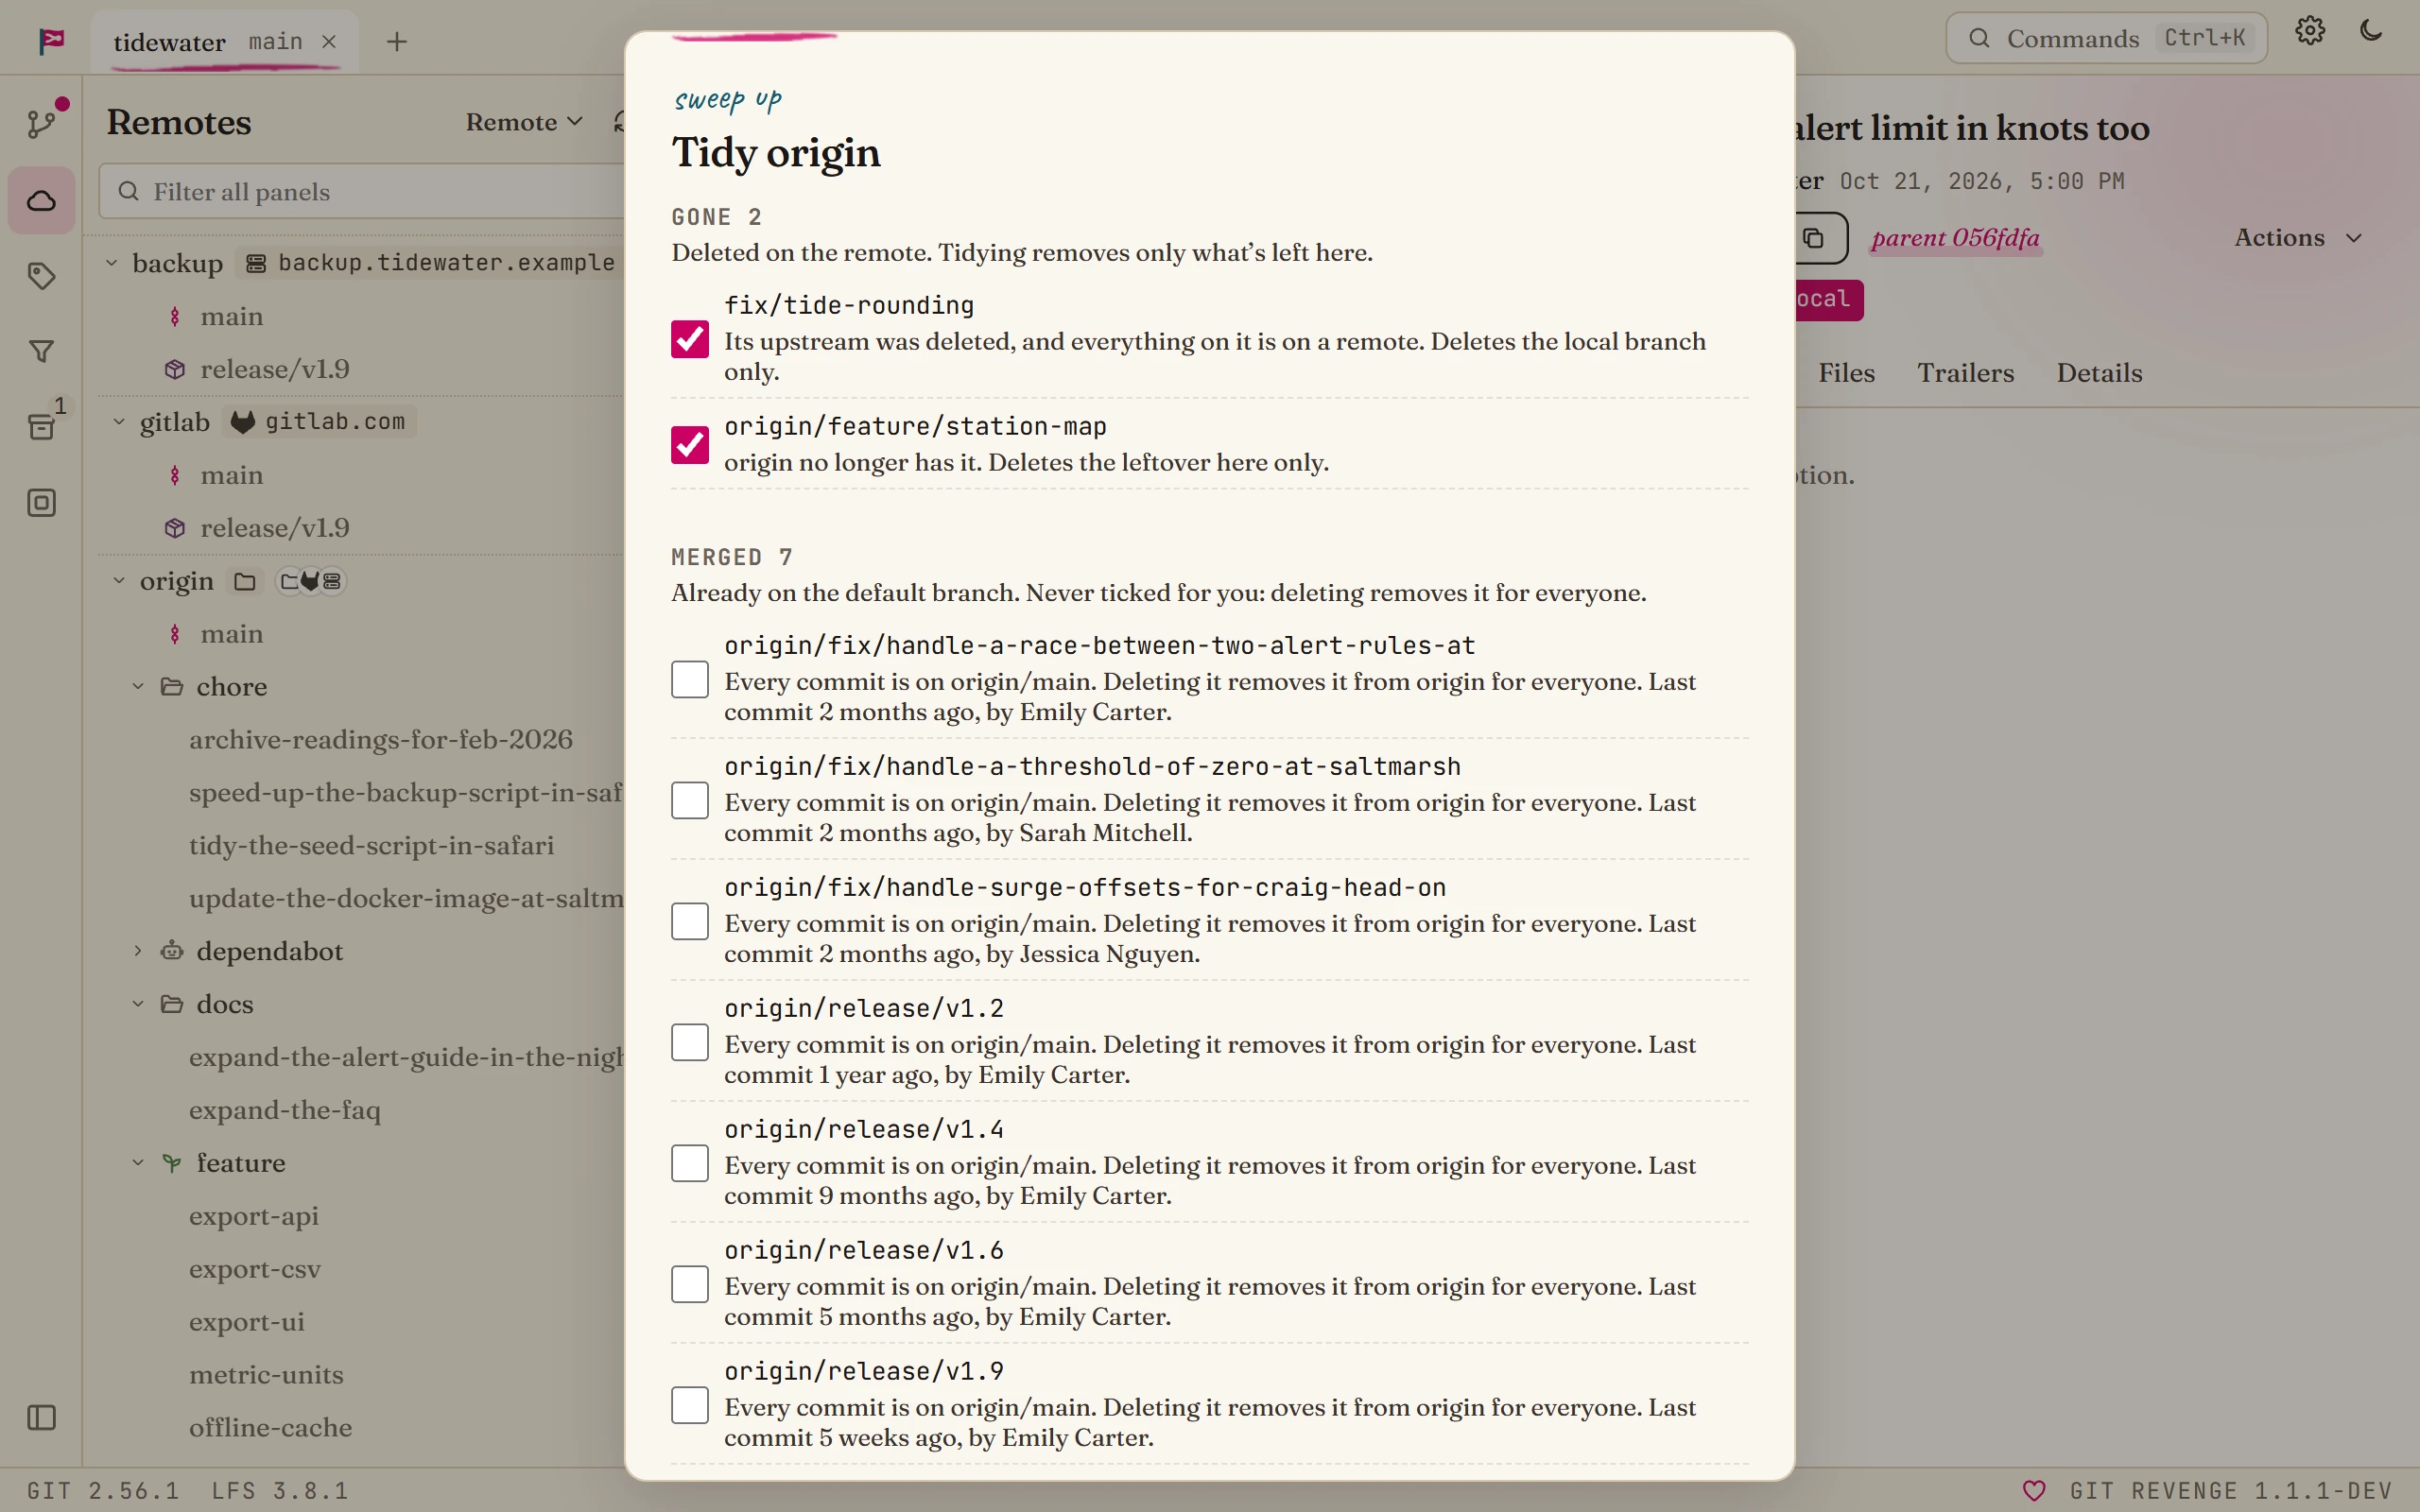 tidewater main
Commands Ctrl+K
Remotes
Remote
Filter all panels
backup backup.tidewater.example
main
release/v1.9
1
gitlab gitlab.com
main
release/v1.9
origin
main
chore
archive-readings-for-feb-2026
speed-up-the-backup-script-in-saf
tidy-the-seed-script-in-safari
update-the-docker-image-at-saltm
dependabot
docs
expand-the-alert-guide-in-the-nigh
expand-the-faq
feature
export-api
export-csv
export-ui
metric-units
offline-cache
sweep up
Tidy origin
GONE 2
Deleted on the remote. Tidying removes only what’s left here.
fix/tide-rounding
Its upstream was deleted, and everything on it is on a remote. Deletes the local branch
only.
origin/feature/station-map
origin no longer has it. Deletes the leftover here only.
MERGED 7
Already on the default branch. Never ticked for you: deleting removes it for everyone.
origin/fix/handle-a-race-between-two-alert-rules-at
Every commit is on origin/main. Deleting it removes it from origin for everyone. Last
commit 2 months ago, by Emily Carter.
origin/fix/handle-a-threshold-of-zero-at-saltmarsh
Every commit is on origin/main. Deleting it removes it from origin for everyone. Last
commit 2 months ago, by Sarah Mitchell.
origin/fix/handle-surge-offsets-for-craig-head-on
Every commit is on origin/main. Deleting it removes it from origin for everyone. Last
commit 2 months ago, by Jessica Nguyen.
origin/release/v1.2
Every commit is on origin/main. Deleting it removes it from origin for everyone. Last
commit 1 year ago, by Emily Carter.
origin/release/v1.4
Every commit is on origin/main. Deleting it removes it from origin for everyone. Last
commit 9 months ago, by Emily Carter.
origin/release/v1.6
Every commit is on origin/main. Deleting it removes it from origin for everyone. Last
commit 5 months ago, by Emily Carter.
origin/release/v1.9
Every commit is on origin/main. Deleting it removes it from origin for everyone. Last
commit 5 weeks ago, by Emily Carter.
alert limit in knots too
ter Oct 21, 2026, 5:00 PM
parent 056fdfa
Actions
ocal
Files Trailers Details
tion.
GIT 2.56.1 LFS 3.8.1
GIT REVENGE 1.1.1-DEV